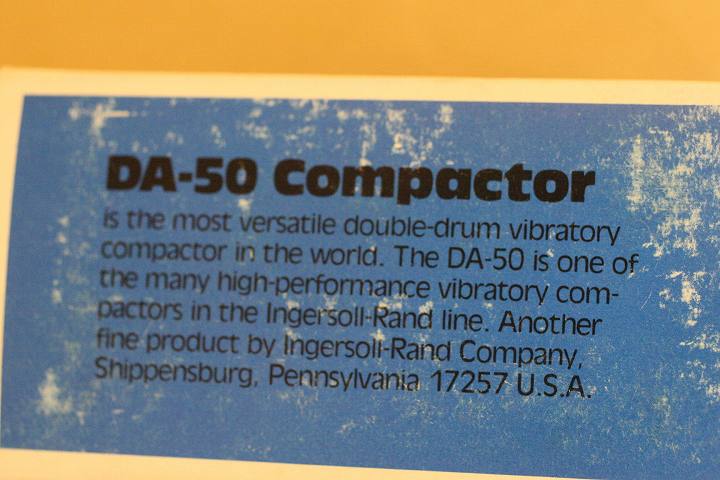 DA-50 Compactor
is the most versatile double-drum vibratory
compactor in the world. The DA-50 is one of
the many high-performance vibratory com-
pactors in the Ingersoll-Rand line. Another
fine product by Ingersoll-Rand Company,
Shippensburg, Pennsylvania 17257 U.S.A.